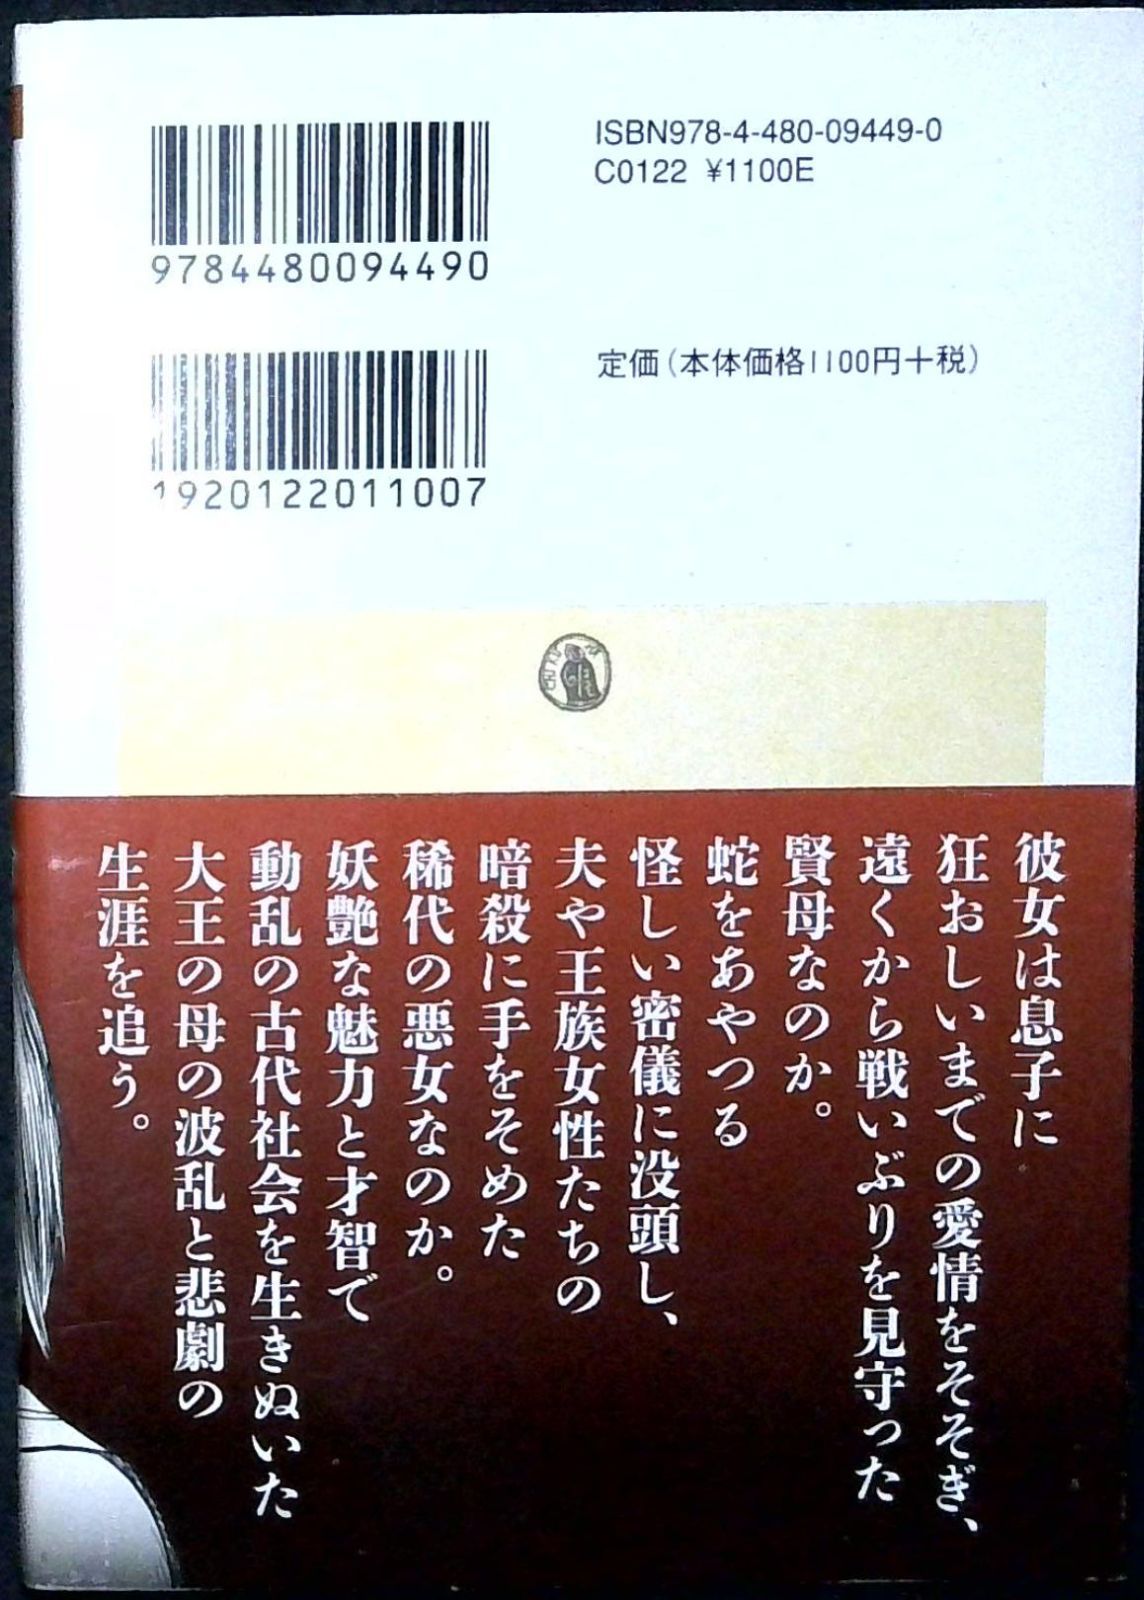 ISBN978-4-480-09449-0
C0122 ¥1100E
9784480094490
定価(本体価格1100円+税)
1920122011007
彼女は息子に
狂おしいまでの愛情をそそぎ、
遠くから戦いぶりを見守った
賢母なのか。
蛇をあやつる
怪しい密儀に没頭し、
夫や王族女性たちの
暗殺に手をそめた
稀代の悪女なのか。
妖艶な魅力と才智で
動乱の古代社会を生きぬいた
大王の母の波乱と悲劇の
生涯を追う。